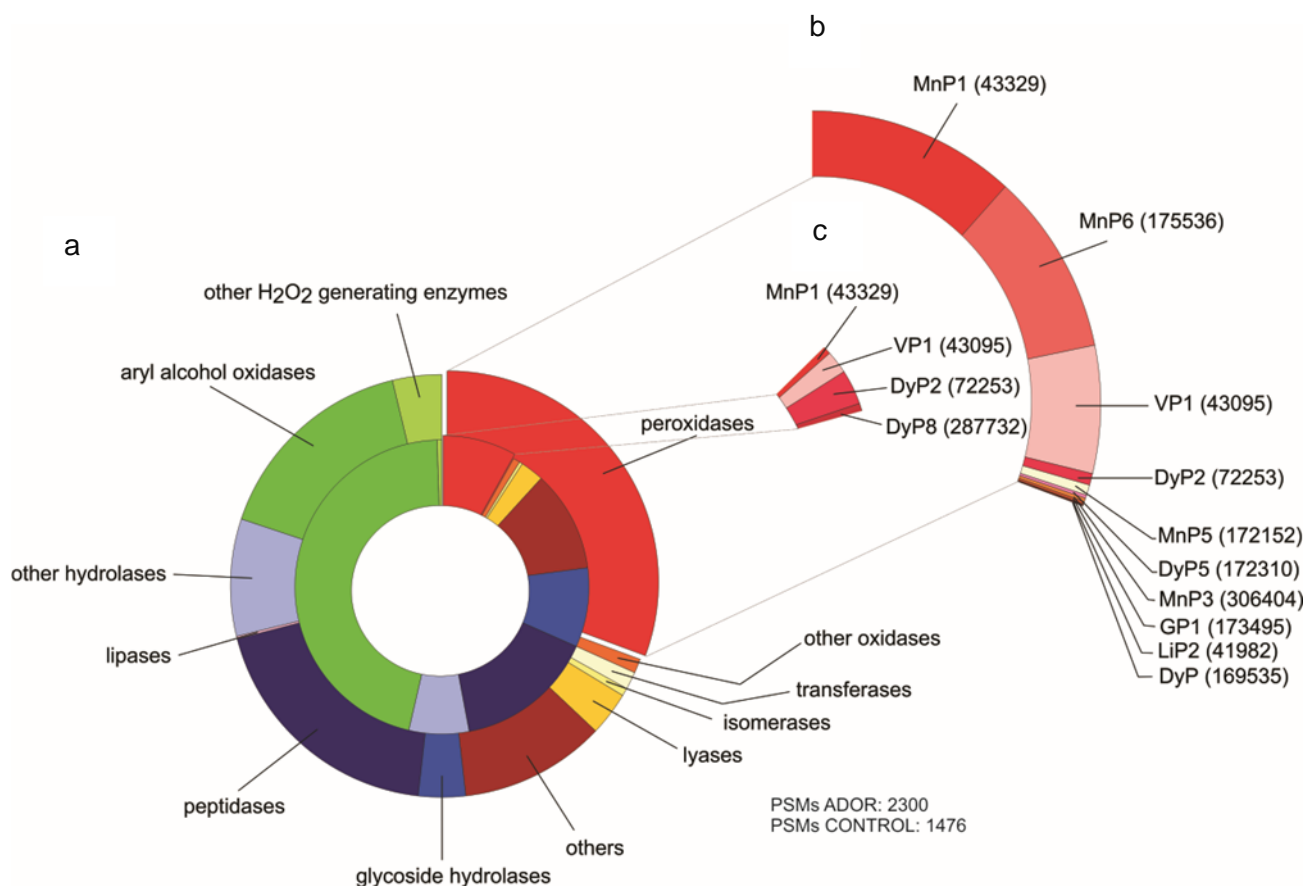 b
MnP1 (43329)
MnP6 (175536)
a
c
other H₂O₂ generating enzymes
MnP1 (43329)
aryl alcohol oxidases
VP1 (43095)
DyP2 (72253)
VP1 (43095)
peroxidases
DyP8 (287732)
DyP2 (72253)
MnP5 (172152)
other hydrolases
DyP5 (172310)
MnP3 (306404)
GP1 (173495)
other oxidases
lipases
LiP2 (41982)
DyP (169535)
transferases
isomerases
lyases
peptidases
PSMs ADOR: 2300
PSMs CONTROL: 1476
others
glycoside hydrolases